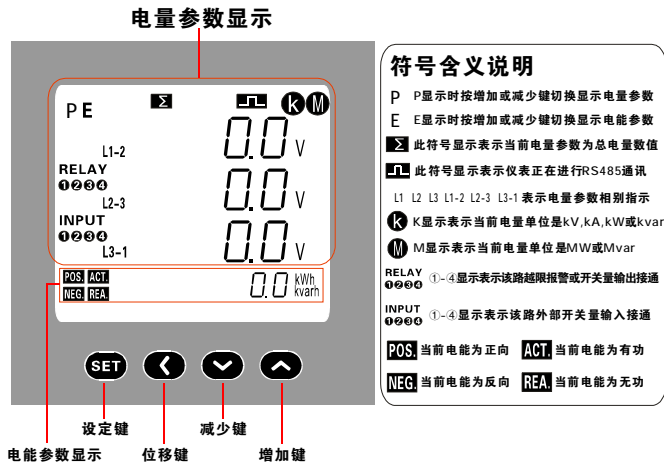 电量参数显示
P E Σ K M
L1-2 0.0 V
RELAY
①②③④
L2-3 0.0 V
INPUT
①②③④
L3-1 0.0 V
POS. ACT.
NEG. REA.
0.0 kWh
kvarh
SET
设定键
减少键
电能参数显示
位移键
增加键
符号含义说明
P P显示时按增加或减少键切换显示电量参数
E E显示时按增加或减少键切换显示电能参数
Σ 此符号显示表示当前电量参数为总电量数值
此符号显示表示仪表正在进行RS485通讯
L1 L2 L3 L1-2 L2-3 L3-1 表示电量参数相别指示
K K显示表示当前电量单位是kV,kA,kW或kvar
M M显示表示当前电量单位是MW或Mvar
RELAY
①②③④ ①-④显示表示该路越限报警或开关量输出接通
INPUT
①②③④ ①-④显示表示该路外部开关量输入接通
POS. 当前电能为正向 ACT. 当前电能为有功
NEG. 当前电能为反向 REA. 当前电能为无功